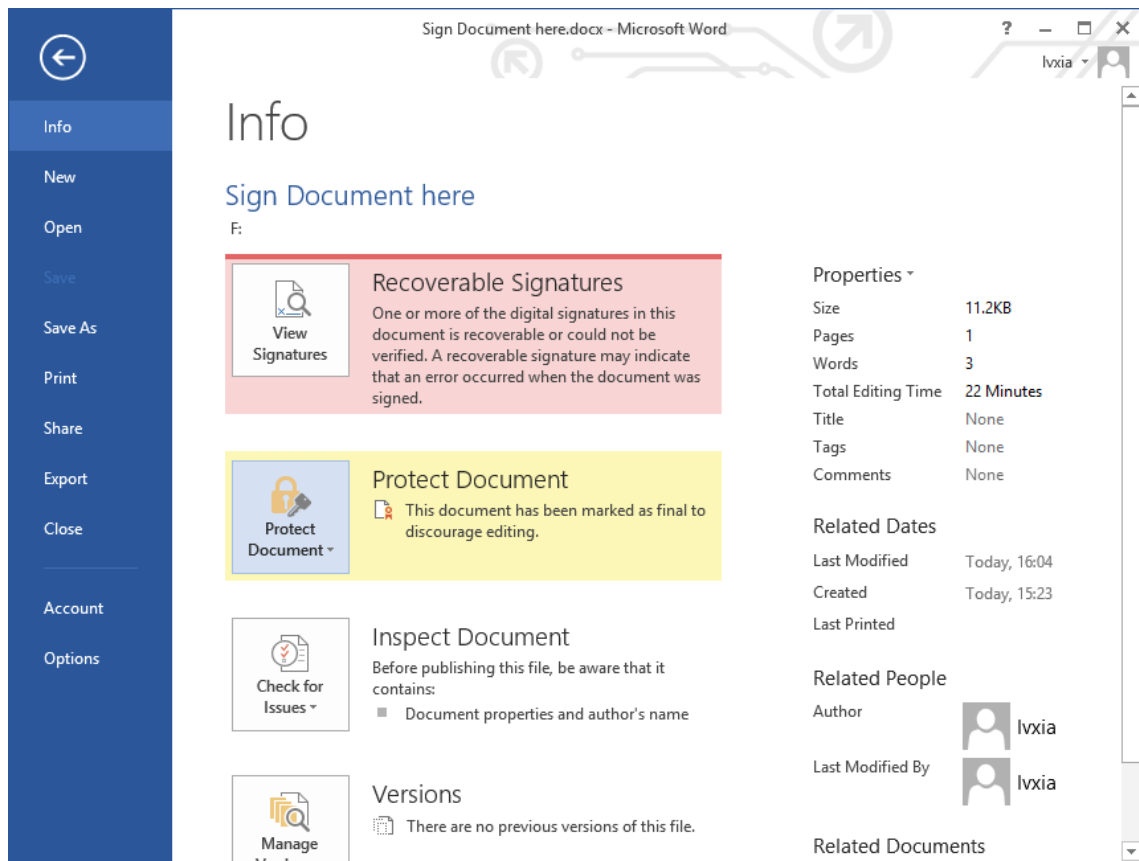 Sign Document here.docx - Microsoft Word
?
lvxia
Info
New
Open
Save
Save As
Print
Share
Export
Close
Account
Options
Info
Sign Document here
F:
View
Signatures
Recoverable Signatures
One or more of the digital signatures in this
document is recoverable or could not be
verified. A recoverable signature may indicate
that an error occurred when the document was
signed.
Protect
Document
Protect Document
This document has been marked as final to
discourage editing.
Check for
Issues
Inspect Document
Before publishing this file, be aware that it
contains:
Document properties and author's name
Manage
Versions
There are no previous versions of this file.
Properties
Size 11.2KB
Pages 1
Words 3
Total Editing Time 22 Minutes
Title None
Tags None
Comments None
Related Dates
Last Modified Today, 16:04
Created Today, 15:23
Last Printed
Related People
Author lvxia
Last Modified By lvxia
Related Documents